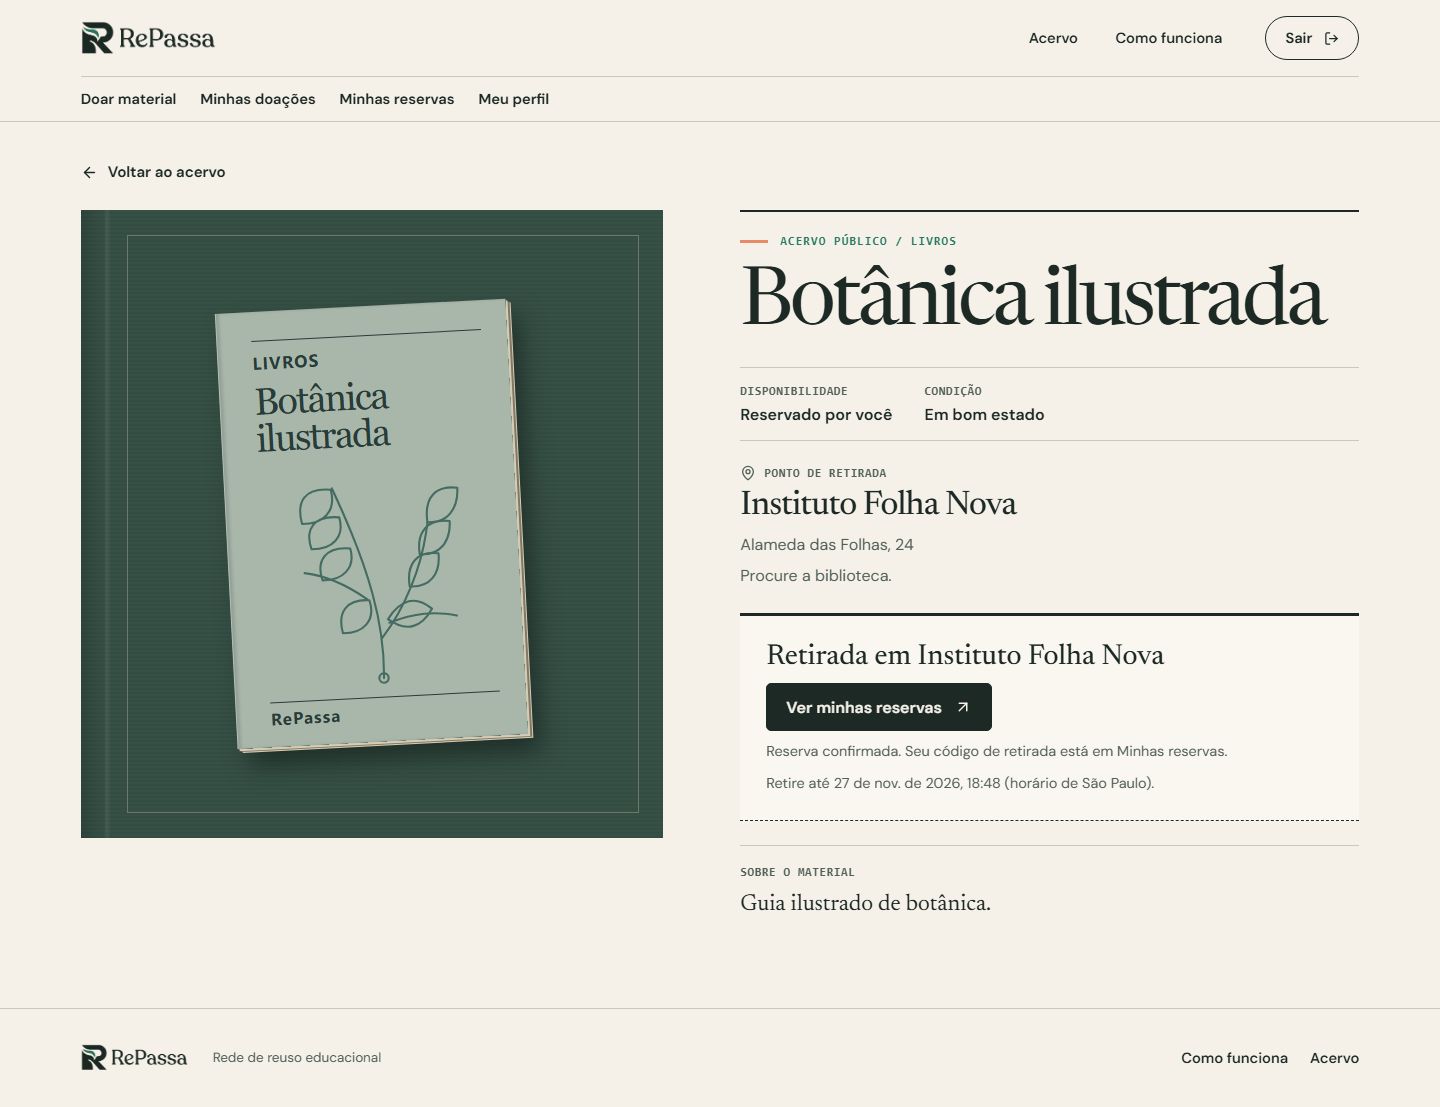 RePassa
Acervo
Como funciona
Sair
Doar material
Minhas doações
Minhas reservas
Meu perfil
Voltar ao acervo
LIVROS
Botânica
ilustrada
RePassa
ACERVO PÚBLICO / LIVROS
Botânica ilustrada
DISPONIBILIDADE
Reservado por você
CONDIÇÃO
Em bom estado
PONTO DE RETIRADA
Instituto Folha Nova
Alameda das Folhas, 24
Procure a biblioteca.
Retirada em Instituto Folha Nova
Ver minhas reservas
Reserva confirmada. Seu código de retirada está em Minhas reservas.
Retire até 27 de nov. de 2026, 18:48 (horário de São Paulo).
SOBRE O MATERIAL
Guia ilustrado de botânica.
RePassa
Rede de reuso educacional
Como funciona
Acervo